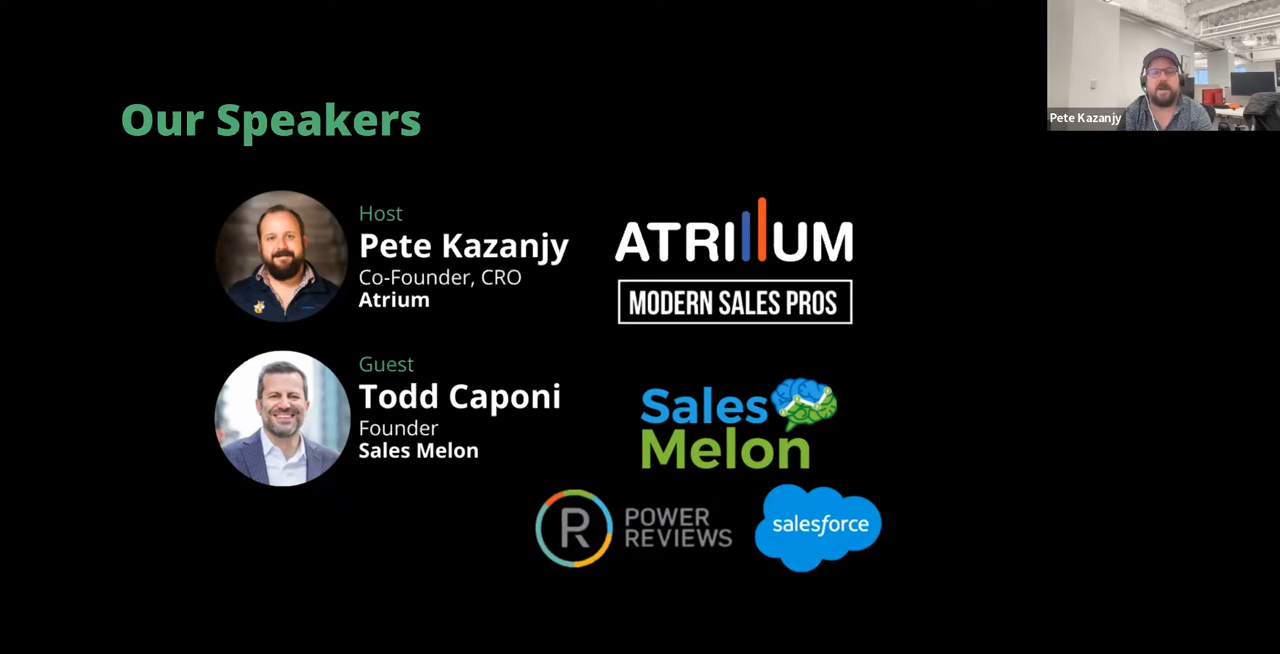 Our Speakers
Pete Kazanjy
Host
Pete Kazanjy
Co-Founder, CRO
Atrium
ATRIUM
MODERN SALES PROS
Guest
Todd Caponi
Founder
Sales Melon
Sales
Melon
R
POWER
REVIEWS
salesforce